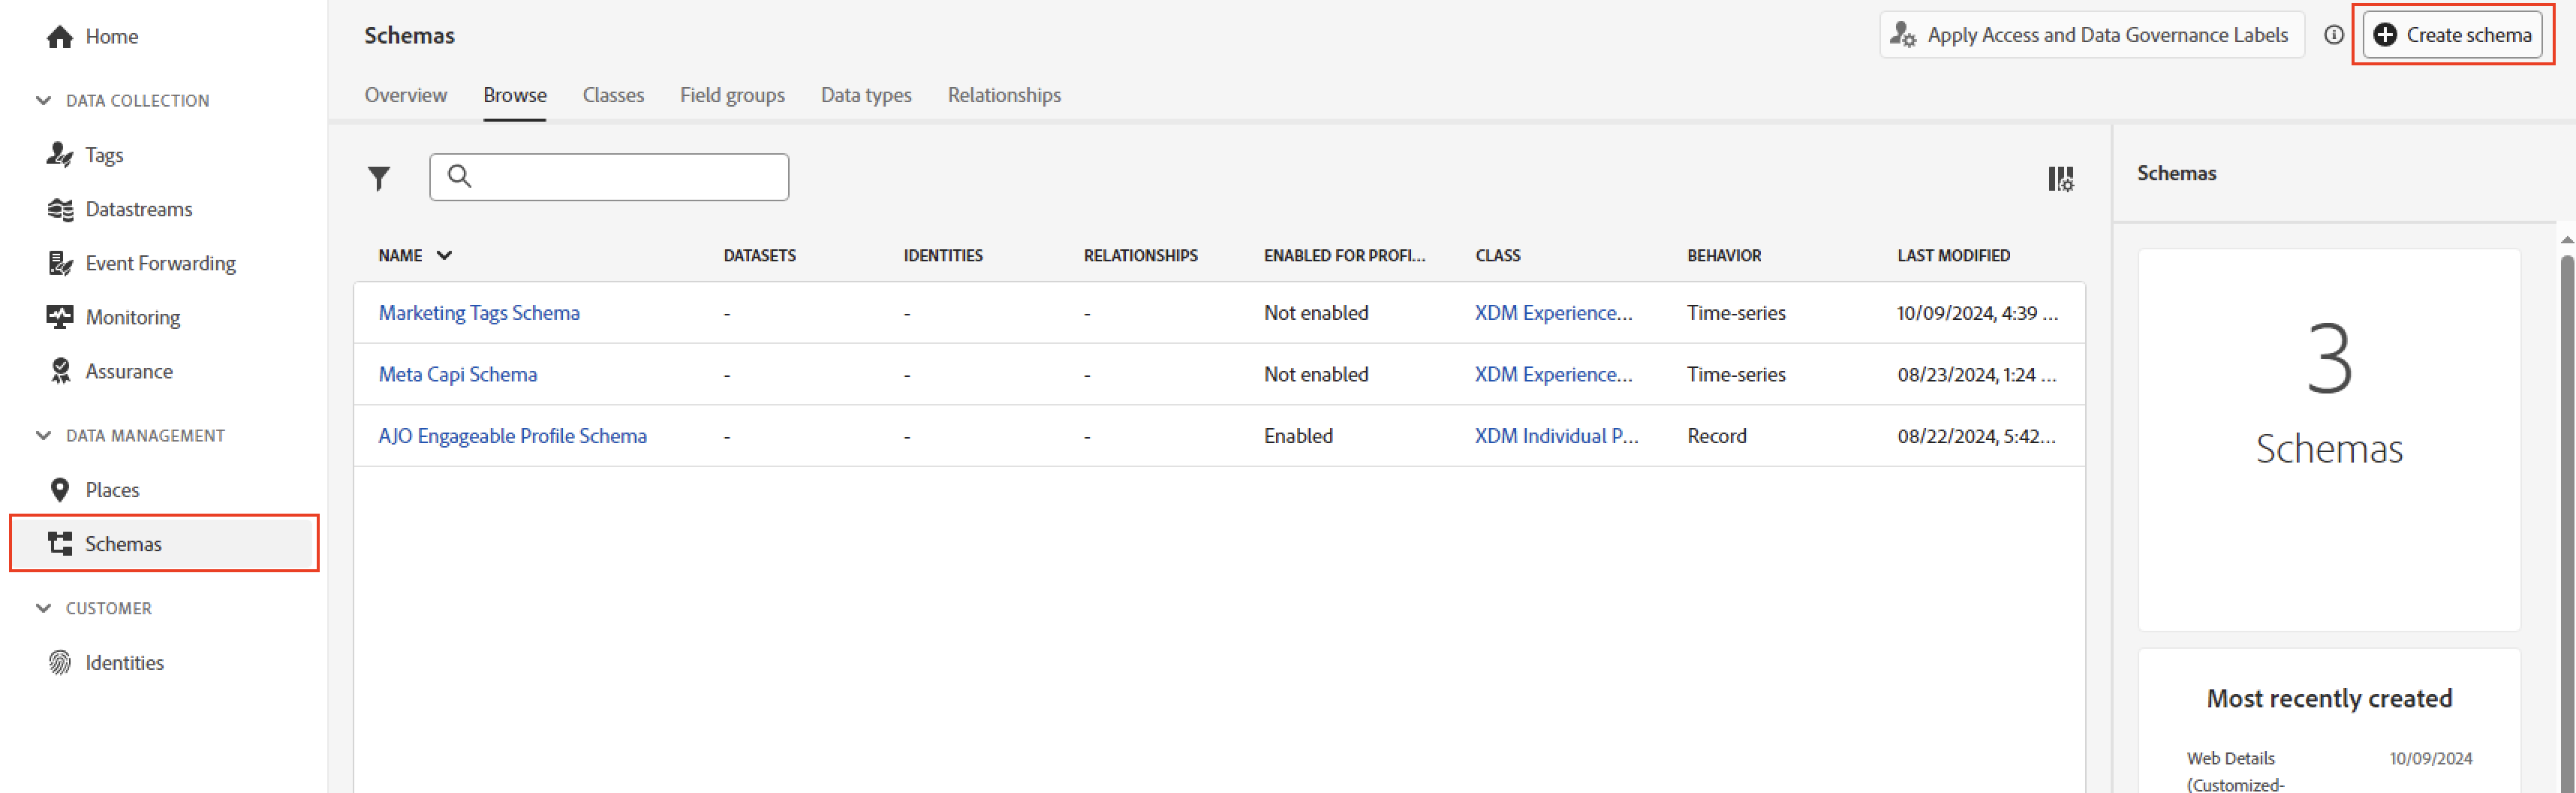 Home
DATA COLLECTION
Tags
Datastreams
Event Forwarding
Monitoring
Assurance
DATA MANAGEMENT
Places
Schemas
CUSTOMER
Identities
Schemas
Apply Access and Data Governance Labels
Create schema
Overview Browse Classes Field groups Data types Relationships
NAME DATASETS IDENTITIES RELATIONSHIPS ENABLED FOR PROFI... CLASS BEHAVIOR LAST MODIFIED
Marketing Tags Schema - - - Not enabled XDM Experience... Time-series 10/09/2024, 4:39 ...
Meta Capi Schema - - - Not enabled XDM Experience... Time-series 08/23/2024, 1:24 ...
AJO Engageable Profile Schema - - - Enabled XDM Individual P... Record 08/22/2024, 5:42...
Schemas
3
Schemas
Most recently created
Web Details 10/09/2024
(Customized-